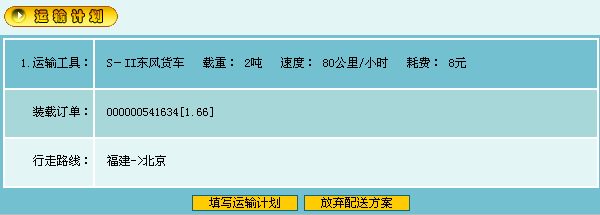 运输计划
1.运输工具： S－II东风货车 载重： 2吨 速度： 80公里/小时 耗费： 8元
装载订单： 000000541634[1.66]
行走路线： 福建->北京
填写运输计划 放弃配送方案